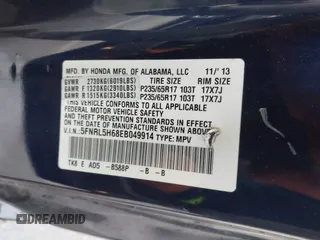 MFD. BY HONDA MFG. OF ALABAMA, LLC 11/'13
GVWR 2730KG(6019LBS) TIRE SIZE RIM SIZE
GAWR F 1320KG(2910LBS) P235/65R17 103T 17X7J
GAWR R 1515KG(3340LBS) P235/65R17 103T 17X7J
THIS VEHICLE CONFORMS TO ALL APPLICABLE
FEDERAL MOTOR VEHICLE SAFETY AND THEFT
PREVENTION STANDARDS IN EFFECT ON THE DATE
OF MANUFACTURE SHOWN ABOVE.
V.I.N.: 5FNRL5H68EB049914 TYPE: MPV
TK8 E AD5 -B588P -B -B
© DREAMBID